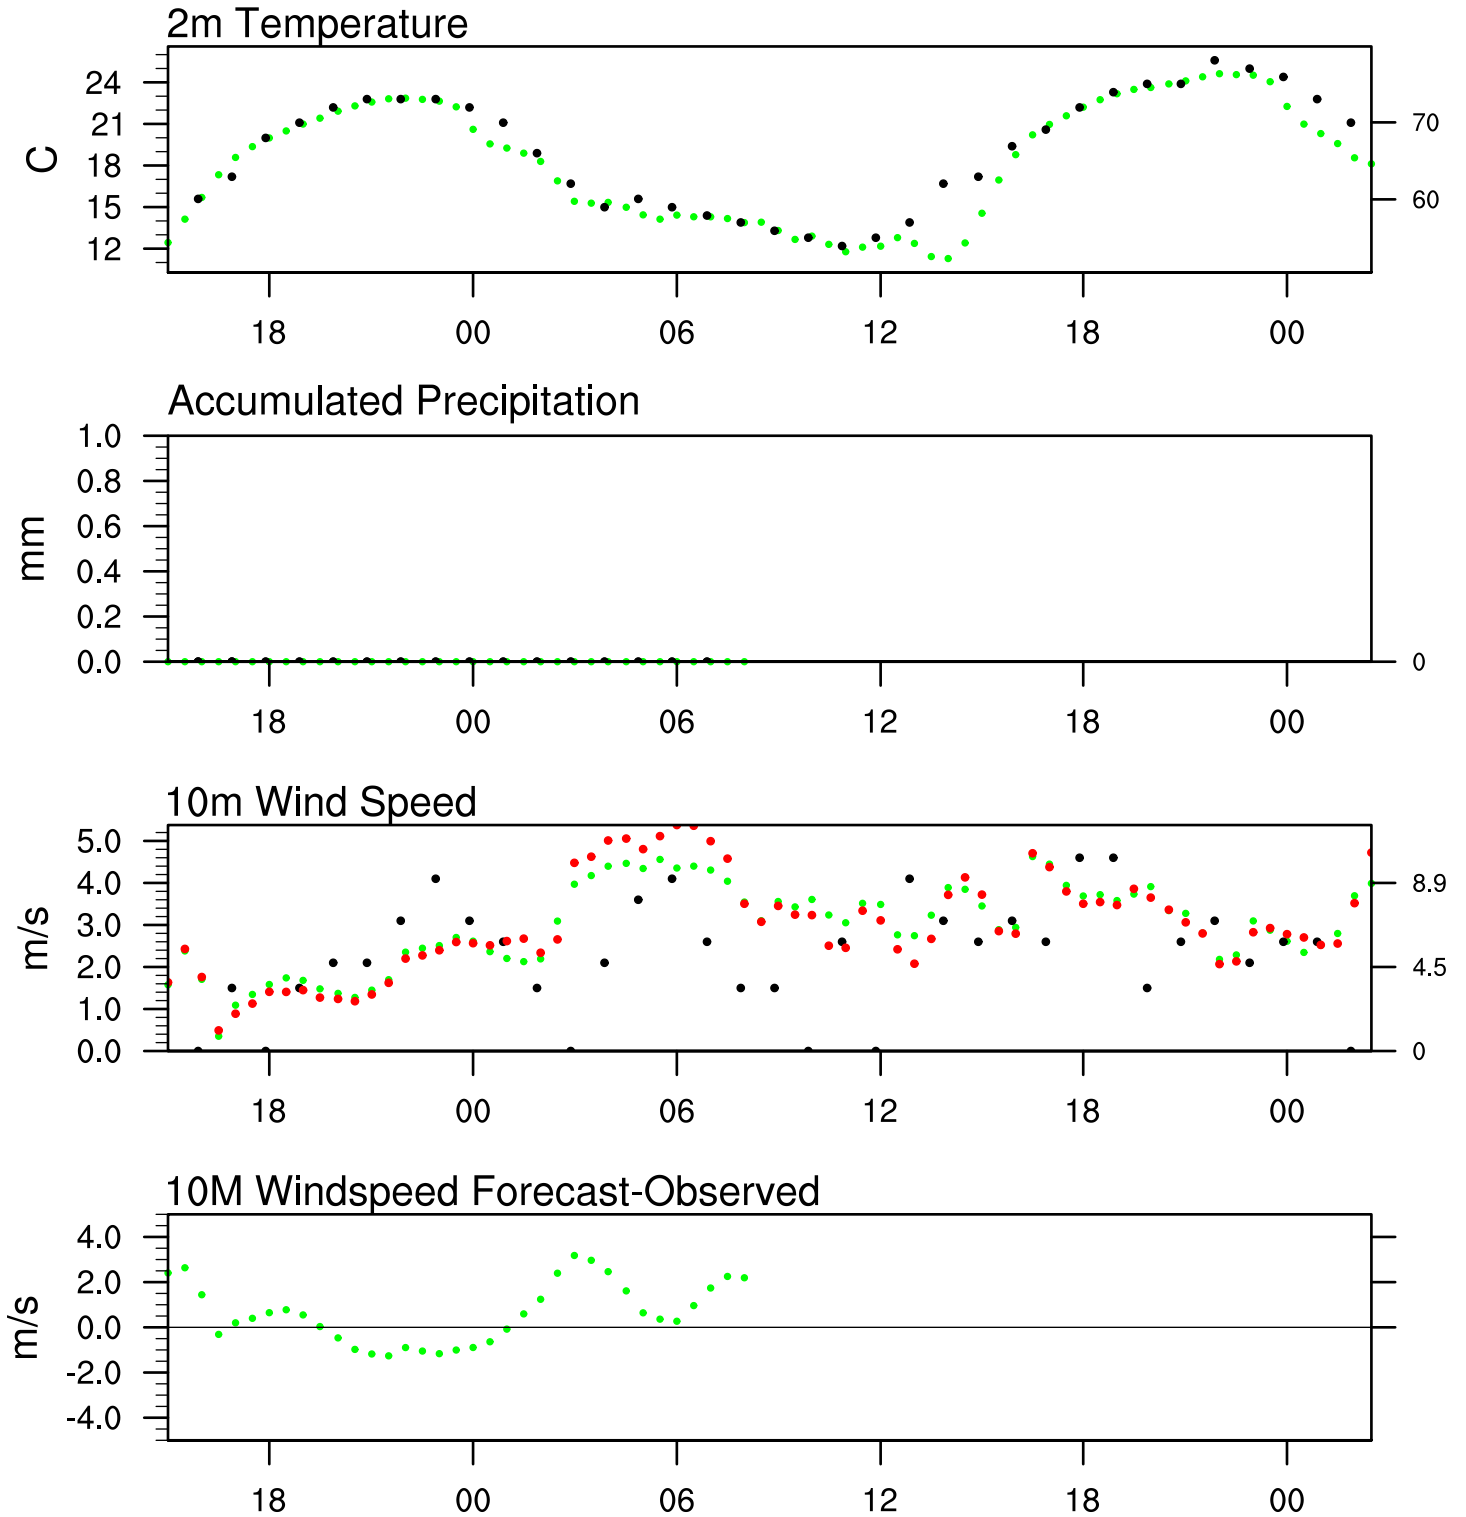 2m Temperature
24
21
18
15
12
C
70
60
18 00 06 12 18 00
Accumulated Precipitation
1.0
0.8
0.6
0.4
0.2
0.0
mm
0
18 00 06 12 18 00
10m Wind Speed
5.0
4.0
3.0
2.0
1.0
0.0
m/s
8.9
4.5
0
18 00 06 12 18 00
10M Windspeed Forecast-Observed
4.0
2.0
0.0
-2.0
-4.0
m/s
18 00 06 12 18 00